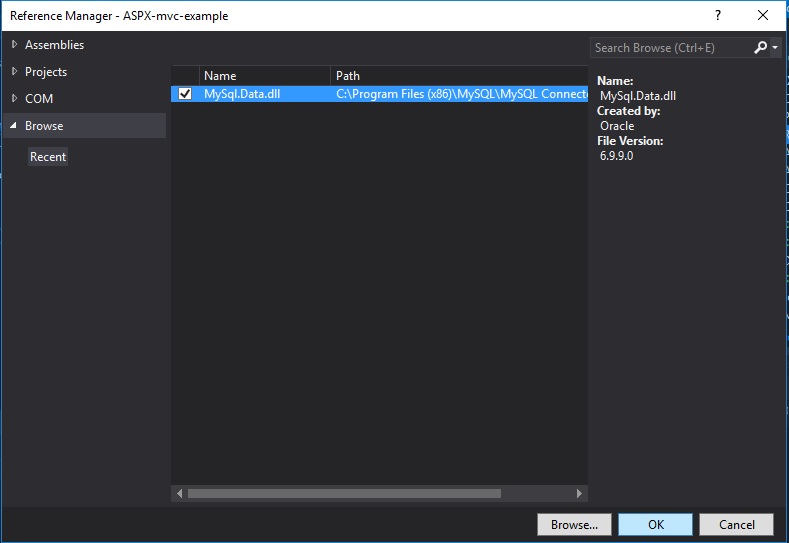 Reference Manager - ASPX-mvc-example
?
Assemblies
Projects
COM
Browse
Recent
Name Path
MySql.Data.dll C:\Program Files (x86)\MySQL\MySQL Connecto
Search Browse (Ctrl+E)
Name:
MySql.Data.dll
Created by:
Oracle
File Version:
6.9.9.0
Browse... OK Cancel